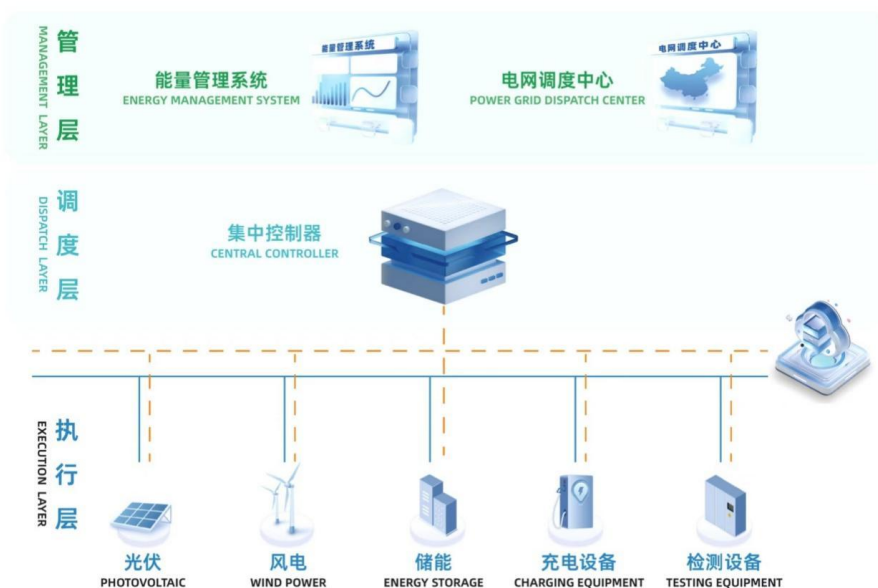 管理层
MANAGEMENT LAYER
能量管理系统
ENERGY MANAGEMENT SYSTEM
能量管理系统
电网调度中心
POWER GRID DISPATCH CENTER
电网调度中心
调度层
DISPATCH LAYER
集中控制器
CENTRAL CONTROLLER
执行层
EXECUTION LAYER
光伏
PHOTOVOLTAIC
风电
WIND POWER
储能
ENERGY STORAGE
充电设备
CHARGING EQUIPMENT
检测设备
TESTING EQUIPMENT